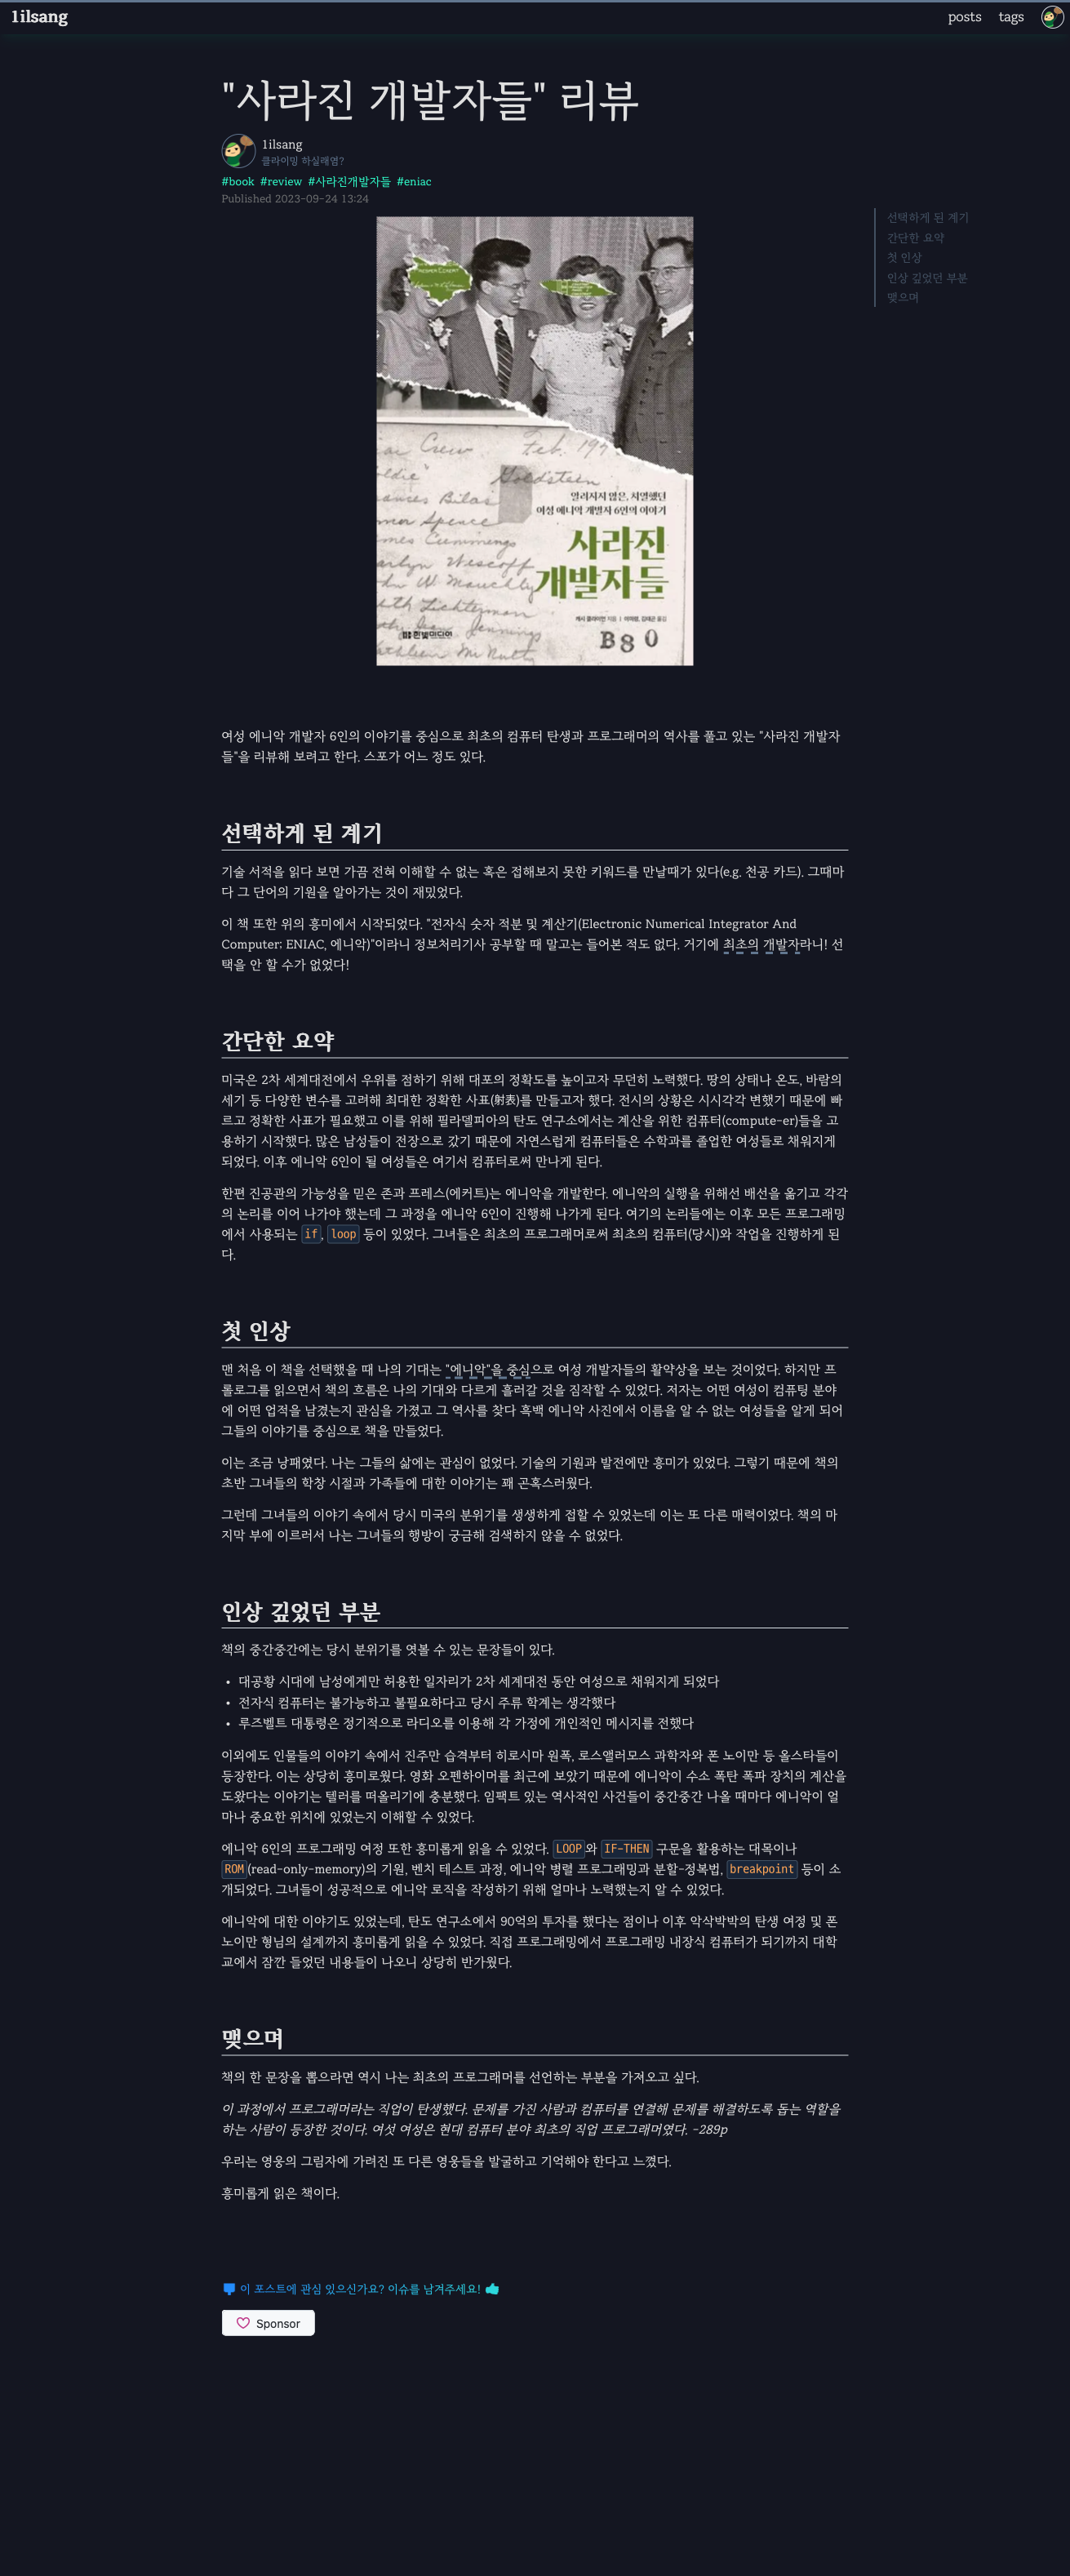 1ilsang
posts tags
"사라진 개발자들" 리뷰
1ilsang
클라이밍 하실래염?
#book #review #사라진개발자들 #eniac
Published 2023-09-24 13:24
선택하게 된 계기
간단한 요약
첫 인상
인상 깊었던 부분
맺으며
PRESPER ECKERT
알려지지 않은, 치열했던
여성 에니악 개발자 6인의 이야기
사라진
개발자들
캐시 클라이먼 지음
한빛미디어
B80
여성 에니악 개발자 6인의 이야기를 중심으로 최초의 컴퓨터 탄생과 프로그래머의 역사를 풀고 있는 "사라진 개발자
들"을 리뷰해 보려고 한다. 스포가 어느 정도 있다.
선택하게 된 계기
기술 서적을 읽다 보면 가끔 전혀 이해할 수 없는 혹은 접해보지 못한 키워드를 만날때가 있다(e.g. 천공 카드). 그때마
다 그 단어의 기원을 알아가는 것이 재밌었다.
이 책 또한 위의 흥미에서 시작되었다. "전자식 숫자 적분 및 계산기(Electronic Numerical Integrator And
Computer: ENIAC, 에니악)"이라니 정보처리기사 공부할 때 말고는 들어본 적도 없다. 거기에 최초의 개발자라니! 선
택을 안 할 수가 없었다!
간단한 요약
미국은 2차 세계대전에서 우위를 점하기 위해 대포의 정확도를 높이고자 무던히 노력했다. 땅의 상태나 온도, 바람의
세기 등 다양한 변수를 고려해 최대한 정확한 사표(射表)를 만들고자 했다. 전시의 상황은 시시각각 변했기 때문에 빠
르고 정확한 사표가 필요했고 이를 위해 필라델피아의 탄도 연구소에서는 계산을 위한 컴퓨터(compute-er)들을 고
용하기 시작했다. 많은 남성들이 전장으로 갔기 때문에 자연스럽게 컴퓨터들은 수학과를 졸업한 여성들로 채워지게
되었다. 이후 에니악 6인이 될 여성들은 여기서 컴퓨터로써 만나게 된다.
한편 진공관의 가능성을 믿은 존과 프레스(에커트)는 에니악을 개발한다. 에니악의 실행을 위해선 배선을 옮기고 각각
의 논리를 이어 나가야 했는데 그 과정을 에니악 6인이 진행해 나가게 된다. 여기의 논리들에는 이후 모든 프로그래밍
에서 사용되는 if, loop 등이 있었다. 그녀들은 최초의 프로그래머로써 최초의 컴퓨터(당시)와 작업을 진행하게 된
다.
첫 인상
맨 처음 이 책을 선택했을 때 나의 기대는 "에니악"을 중심으로 여성 개발자들의 활약상을 보는 것이었다. 하지만 프
롤로그를 읽으면서 책의 흐름은 나의 기대와 다르게 흘러갈 것을 짐작할 수 있었다. 저자는 어떤 여성이 컴퓨팅 분야
에 어떤 업적을 남겼는지 관심을 가졌고 그 역사를 찾다 흑백 에니악 사진에서 이름을 알 수 없는 여성들을 알게 되어
그들의 이야기를 중심으로 책을 만들었다.
이는 조금 낭패였다. 나는 그들의 삶에는 관심이 없었다. 기술의 기원과 발전에만 흥미가 있었다. 그렇기 때문에 책의
초반 그녀들의 학창 시절과 가족들에 대한 이야기는 꽤 곤혹스러웠다.
그런데 그녀들의 이야기 속에서 당시 미국의 분위기를 생생하게 접할 수 있었는데 이는 또 다른 매력이었다. 책의 마
지막 부에 이르러서 나는 그녀들의 행방이 궁금해 검색하지 않을 수 없었다.
인상 깊었던 부분
책의 중간중간에는 당시 분위기를 엿볼 수 있는 문장들이 있다.
• 대공황 시대에 남성에게만 허용한 일자리가 2차 세계대전 동안 여성으로 채워지게 되었다
• 전자식 컴퓨터는 불가능하고 불필요하다고 당시 주류 학계는 생각했다
• 루즈벨트 대통령은 정기적으로 라디오를 이용해 각 가정에 개인적인 메시지를 전했다
이외에도 인물들의 이야기 속에서 진주만 습격부터 히로시마 원폭, 로스앨러모스 과학자와 폰 노이만 등 올스타들이
등장한다. 이는 상당히 흥미로웠다. 영화 오펜하이머를 최근에 보았기 때문에 에니악이 수소 폭탄 폭파 장치의 계산을
도왔다는 이야기는 텔러를 떠올리기에 충분했다. 임팩트 있는 역사적인 사건들이 중간중간 나올 때마다 에니악이 얼
마나 중요한 위치에 있었는지 이해할 수 있었다.
에니악 6인의 프로그래밍 여정 또한 흥미롭게 읽을 수 있었다. LOOP와 IF-THEN 구문을 활용하는 대목이나
ROM(read-only-memory)의 기원, 벤치 테스트 과정, 에니악 병렬 프로그래밍과 분할-정복법, breakpoint 등이 소
개되었다. 그녀들이 성공적으로 에니악 로직을 작성하기 위해 얼마나 노력했는지 알 수 있었다.
에니악에 대한 이야기도 있었는데, 탄도 연구소에서 90억의 투자를 했다는 점이나 이후 악삭박박의 탄생 여정 및 폰
노이만 형님의 설계까지 흥미롭게 읽을 수 있었다. 직접 프로그래밍에서 프로그래밍 내장식 컴퓨터가 되기까지 대학
교에서 잠깐 들었던 내용들이 나오니 상당히 반가웠다.
맺으며
책의 한 문장을 뽑으라면 역시 나는 최초의 프로그래머를 선언하는 부분을 가져오고 싶다.
이 과정에서 프로그래머라는 직업이 탄생했다. 문제를 가진 사람과 컴퓨터를 연결해 문제를 해결하도록 돕는 역할을
하는 사람이 등장한 것이다. 여섯 여성은 현대 컴퓨터 분야 최초의 직업 프로그래머였다. -289p
우리는 영웅의 그림자에 가려진 또 다른 영웅들을 발굴하고 기억해야 한다고 느꼈다.
흥미롭게 읽은 책이다.
이 포스트에 관심 있으신가요? 이슈를 남겨주세요!
Sponsor